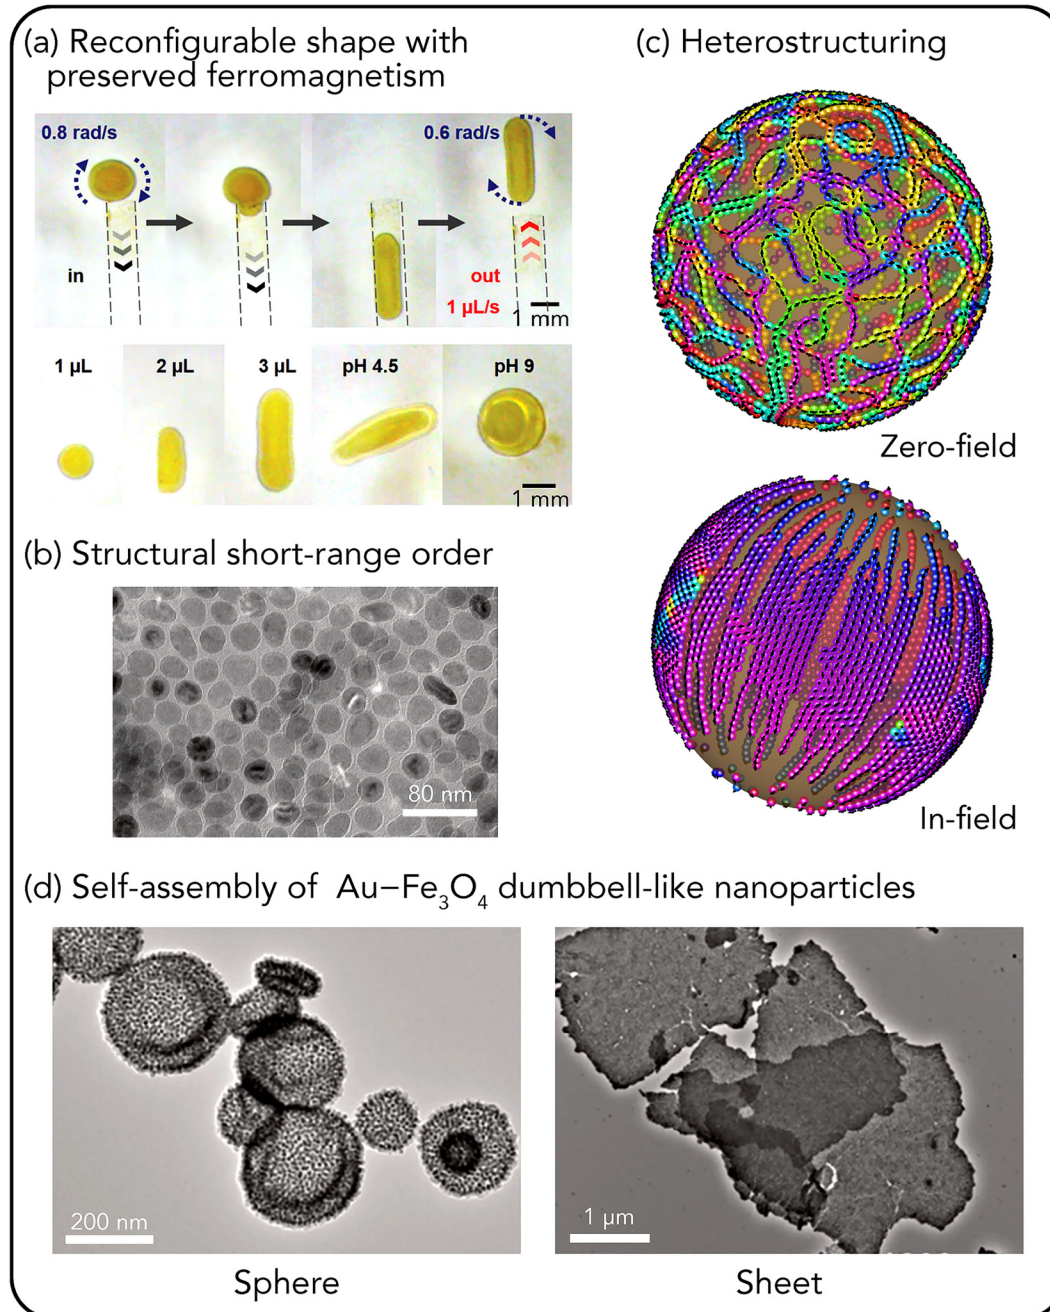 (a) Reconfigurable shape with
preserved ferromagnetism
0.8 rad/s
0.6 rad/s
in
out
1 µL/s
1 mm
1 µL
2 µL
3 µL
pH 4.5
pH 9
1 mm
(b) Structural short-range order
80 nm
(c) Heterostructuring
Zero-field
In-field
(d) Self-assembly of Au–Fe₃O₄ dumbbell-like nanoparticles
200 nm
1 µm
Sphere
Sheet